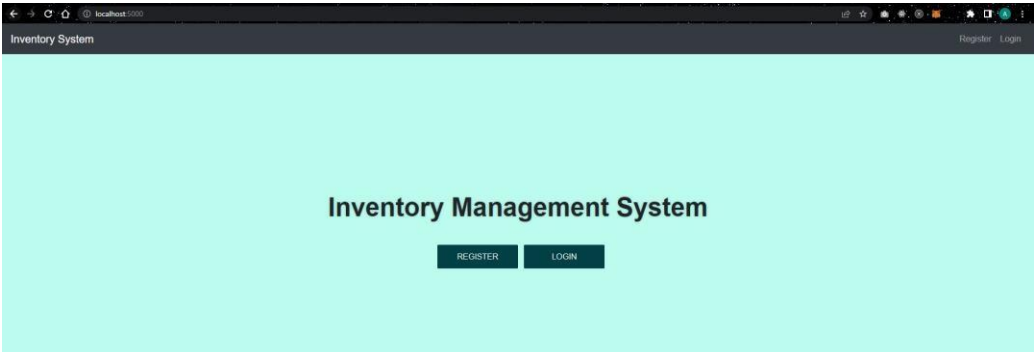 localhost:5000
Inventory System
Register Login
Inventory Management System
REGISTER LOGIN